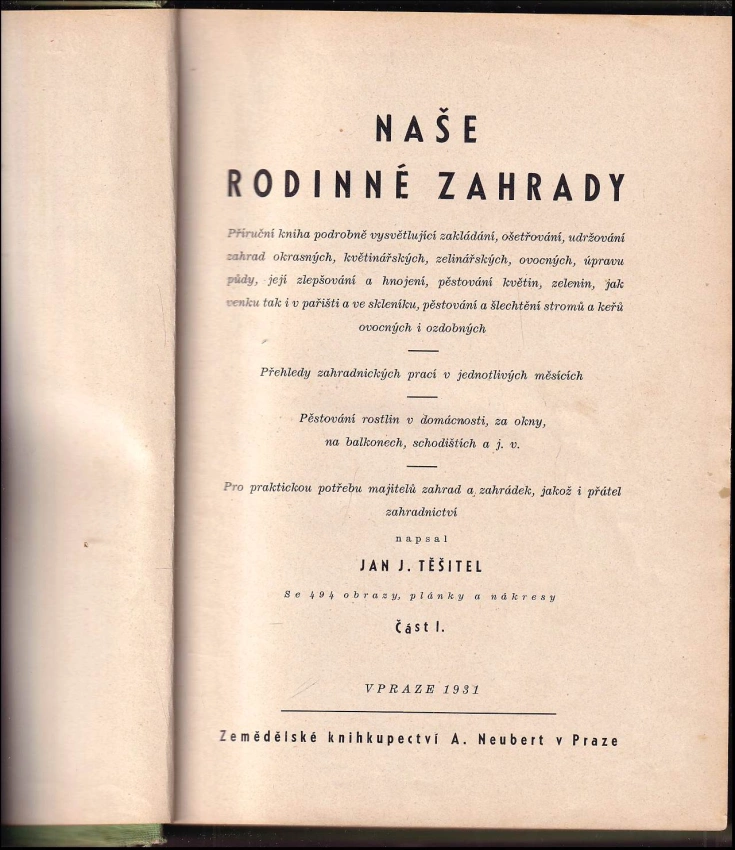 NAŠE
RODINNÉ ZAHRADY
Příruční kniha podrobně vysvětlující zakládání, ošetřování, udržování
zahrad okrasných, květinářských, zelinářských, ovocných, úpravu
půdy, její zlepšování a hnojení, pěstování květin, zelenin, jak
venku tak i v pařišti a ve skleníku, pěstování a šlechtění stromů a keřů
ovocných i ozdobných
Přehledy zahradnických prací v jednotlivých měsících
Pěstování rostlin v domácnosti, za okny,
na balkonech, schodištích a j. v.
Pro praktickou potřebu majitelů zahrad a zahrádek, jakož i přátel
zahradnictví
napsal
JAN J. TĚŠITEL
Se 494 obrazy, plánky a nákresy
Část I.
V PRAZE 1931
Zemědělské knihkupectví A. Neubert v Praze